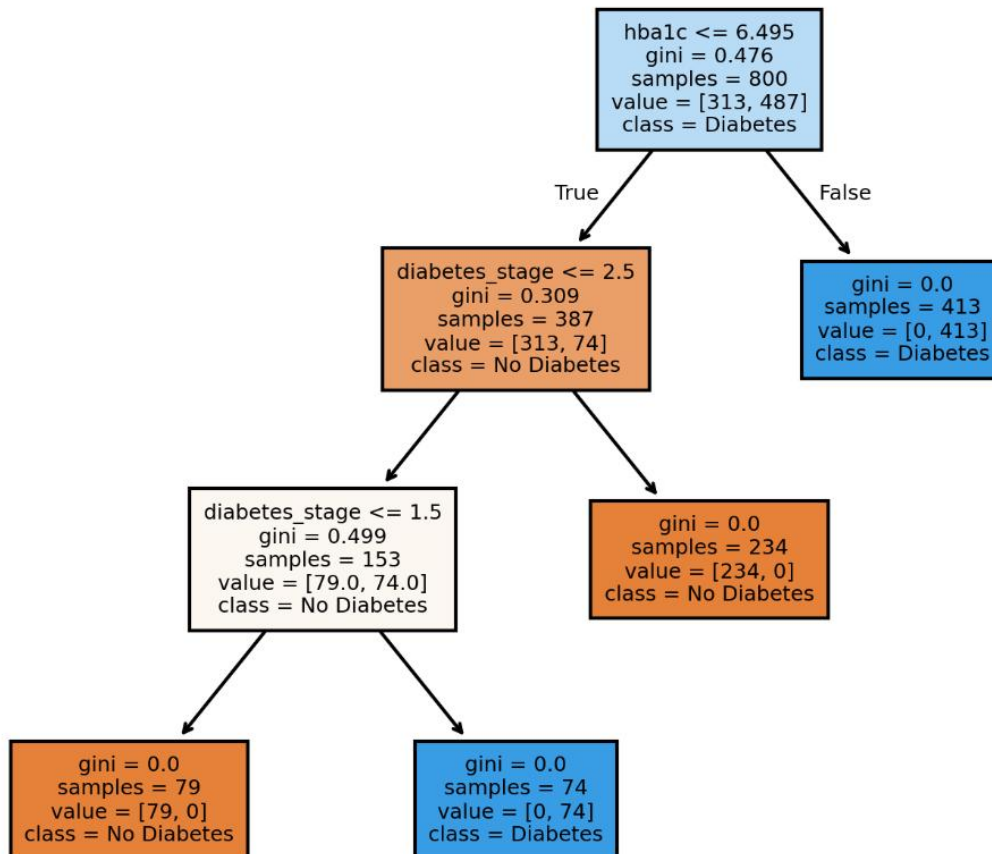 hba1c <= 6.495
gini = 0.476
samples = 800
value = [313, 487]
class = Diabetes
True
False
diabetes_stage <= 2.5
gini = 0.309
samples = 387
value = [313, 74]
class = No Diabetes
gini = 0.0
samples = 413
value = [0, 413]
class = Diabetes
diabetes_stage <= 1.5
gini = 0.499
samples = 153
value = [79.0, 74.0]
class = No Diabetes
gini = 0.0
samples = 234
value = [234, 0]
class = No Diabetes
gini = 0.0
samples = 79
value = [79, 0]
class = No Diabetes
gini = 0.0
samples = 74
value = [0, 74]
class = Diabetes